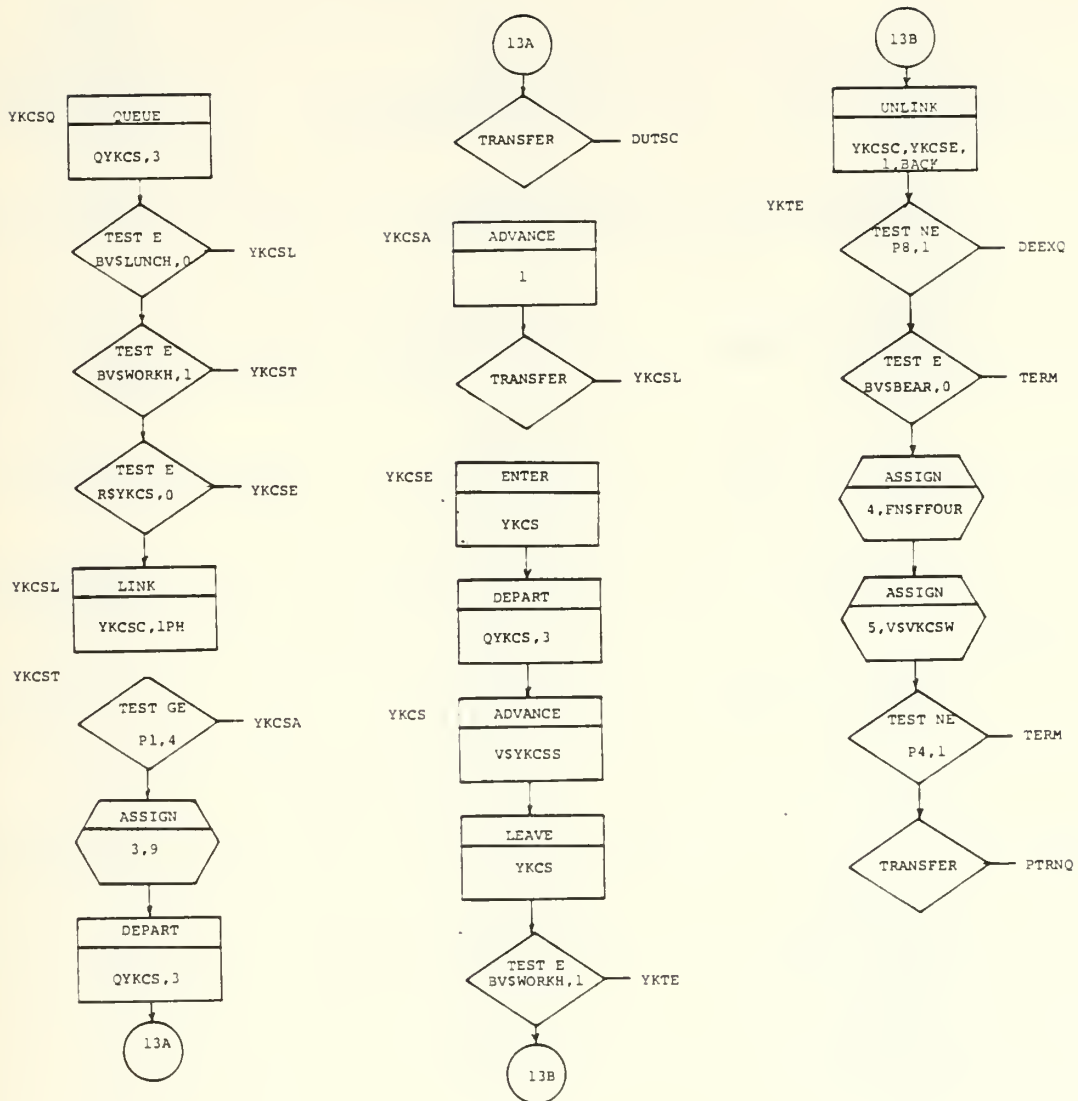 YKCSQ
QUEUE
QYKCS,3
TEST E
BV$LUNCH,0
YKCSL
TEST E
BV$WORKH,1
YKCST
TEST E
R$YKCS,0
YKCSE
YKCSL
LINK
YKCSC,1PH
YKCST
TEST GE
P1,4
YKCSA
ASSIGN
3,9
DEPART
QYKCS,3
13A
13A
TRANSFER
DUTSC
YKCSA
ADVANCE
1
TRANSFER
YKCSL
YKCSE
ENTER
YKCS
DEPART
QYKCS,3
YKCS
ADVANCE
V$YKCSS
LEAVE
YKCS
TEST E
BV$WORKH,1
YKTE
13B
13B
UNLINK
YKCSC,YKCSE,
1,BACK
YKTE
TEST NE
P8,1
DEEXQ
TEST E
BV$BEAR,0
TERM
ASSIGN
4,FN$FFOUR
ASSIGN
5,V$VKCSW
TEST NE
P4,1
TERM
TRANSFER
PTRNQ